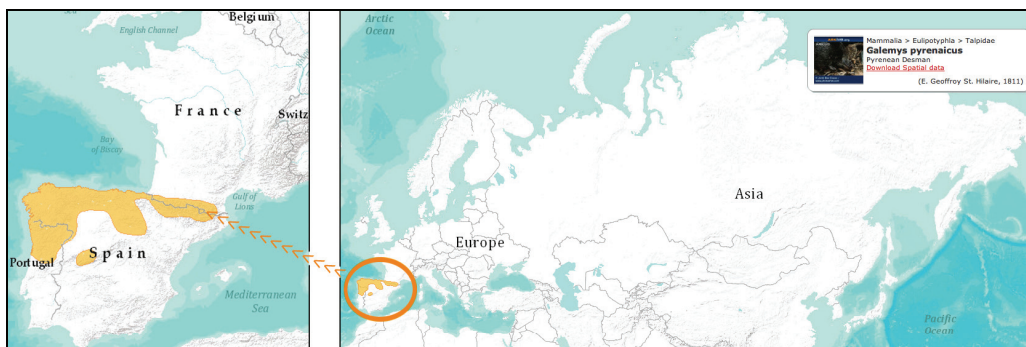 Belgium
English Channel
France
Switz
Bay
of Biscay
Gulf of
Lions
Spain
Portugal
Mediterranean
Sea
Arctic
Ocean
Mammalia > Eulipotyphla > Talpidae
Galemys pyrenaicus
Pyrenean Desman
Download Spatial data
(E. Geoffroy St. Hilaire, 1811)
Asia
Europe
Pacific
Ocean